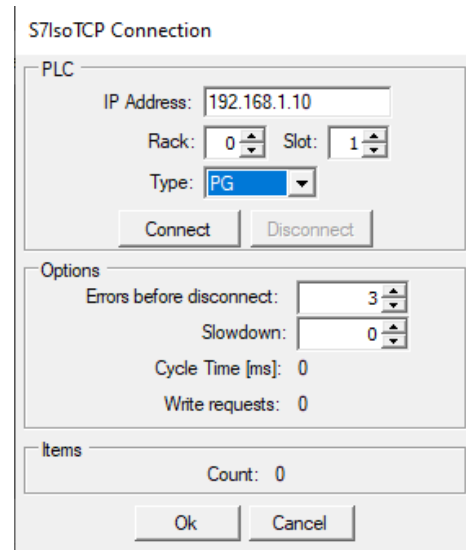 S7IsoTCP Connection
PLC
IP Address: 192.168.1.10
Rack: 0 Slot: 1
Type: PG
Connect Disconnect
Options
Errors before disconnect: 3
Slowdown: 0
Cycle Time [ms]: 0
Write requests: 0
Items
Count: 0
Ok Cancel